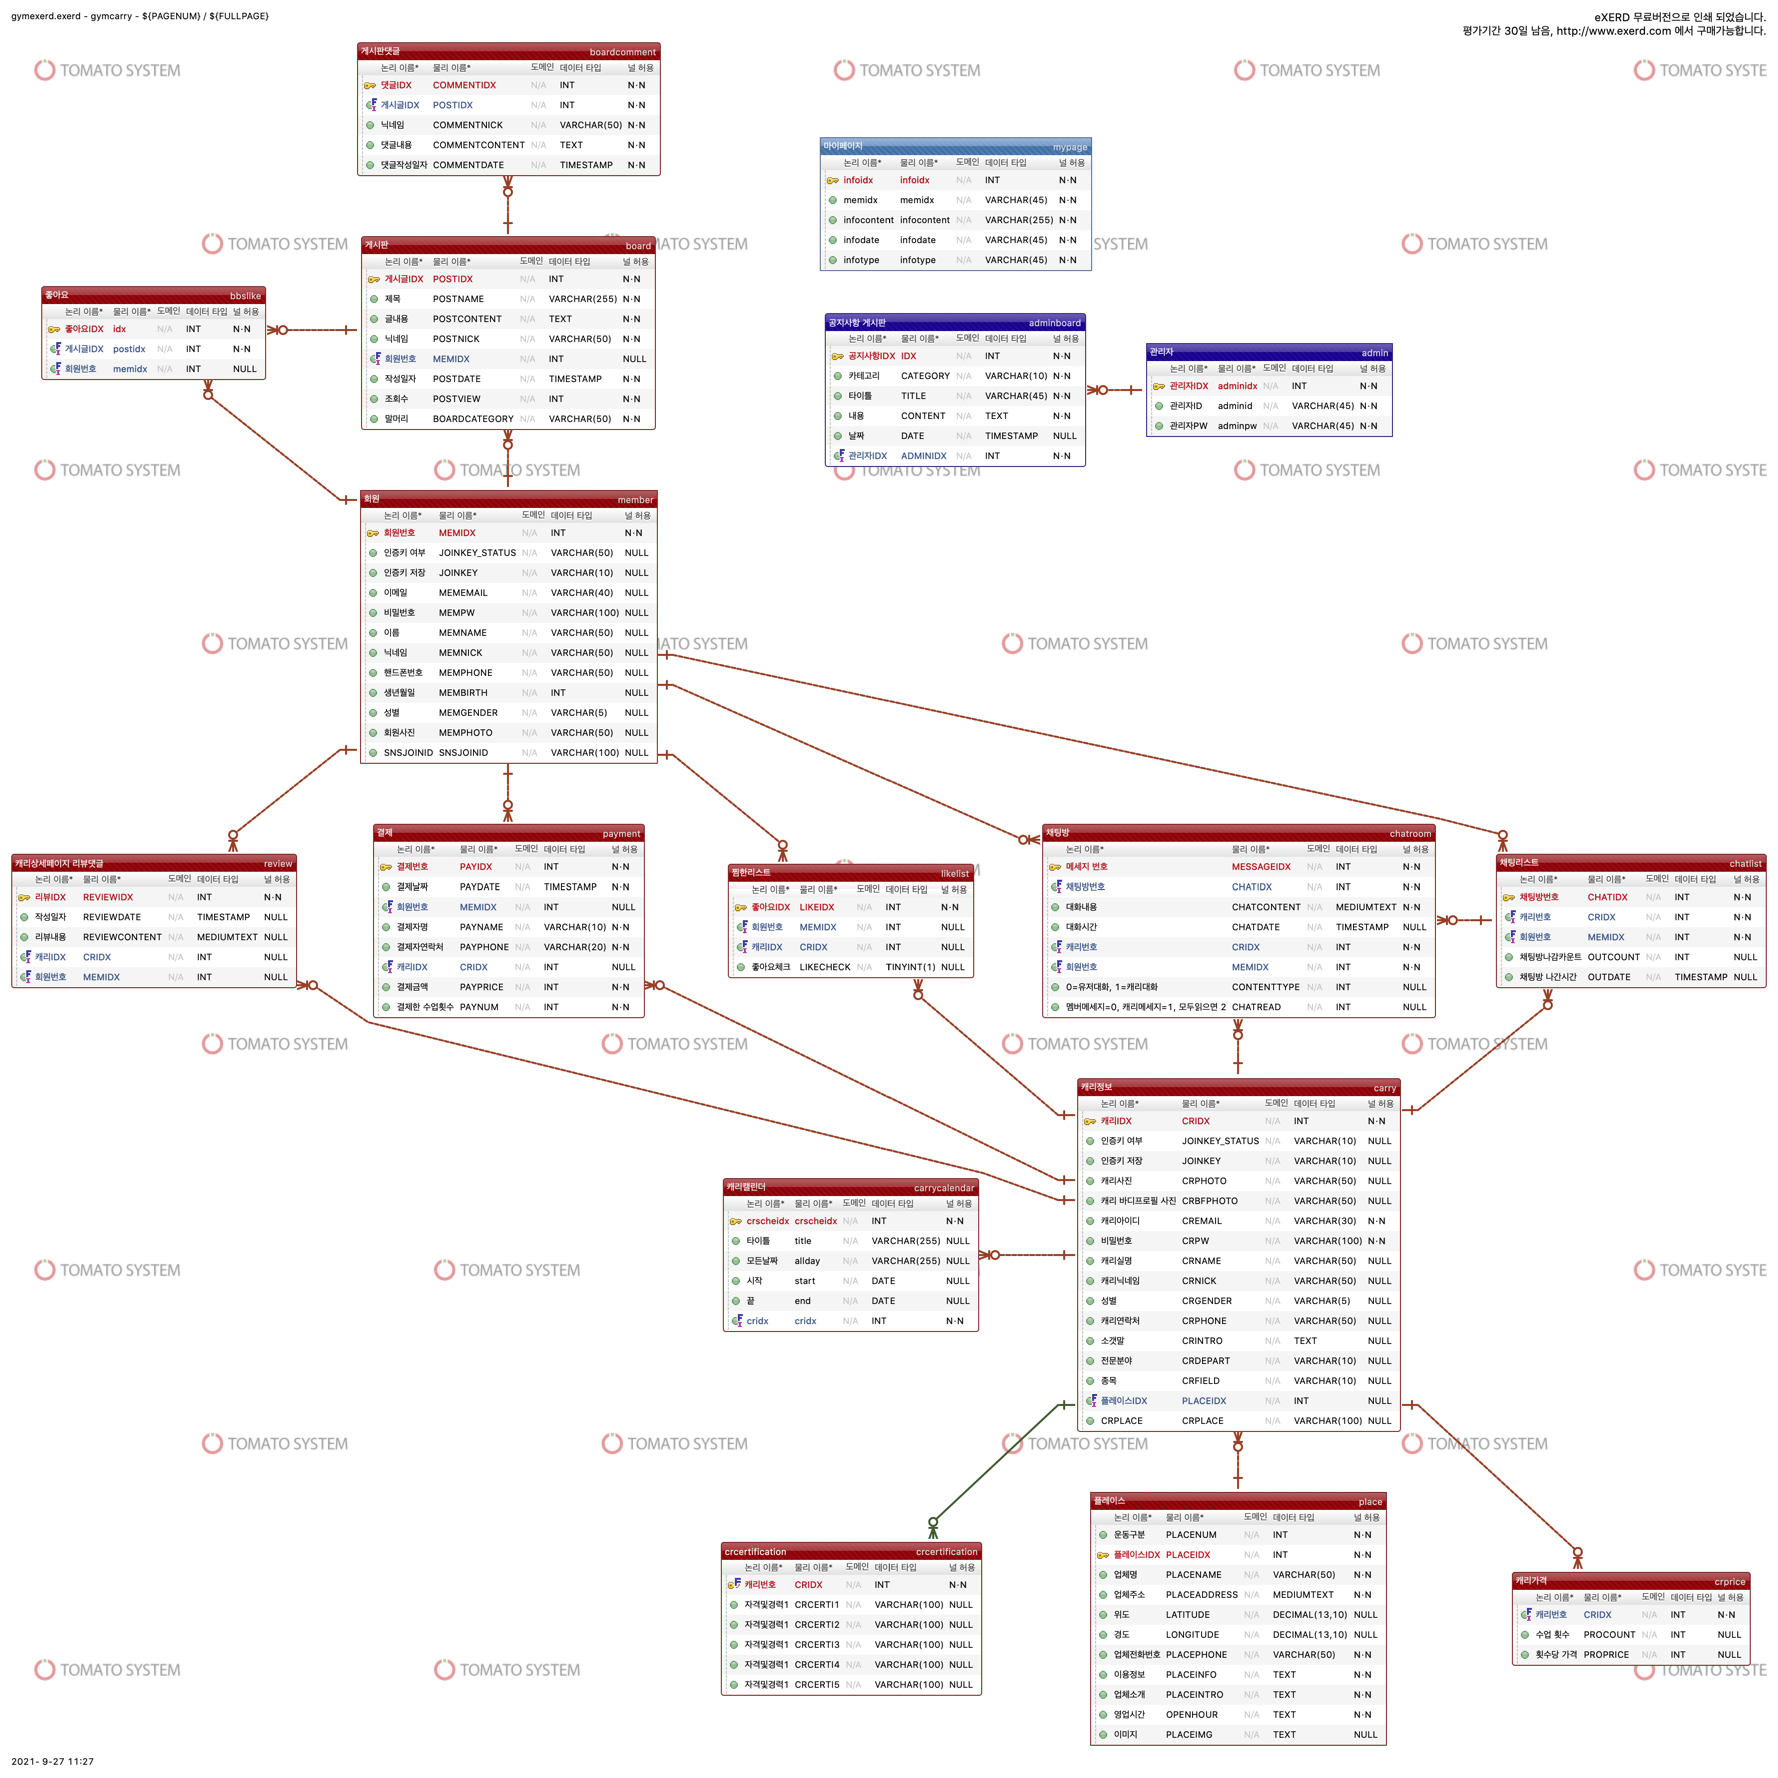 gymexerd.exerd - gymcarry - ${PAGENUM} / ${FULLPAGE}
eXERD 무료버전으로 인쇄 되었습니다.
평가기간 30일 남음, http://www.exerd.com 에서 구매가능합니다.
TOMATO SYSTEM
게시판댓글 boardcomment
논리 이름* 물리 이름* 도메인 데이터 타입 널 허용
댓글IDX COMMENTIDX N/A INT N·N
게시글IDX POSTIDX N/A INT N·N
닉네임 COMMENTNICK N/A VARCHAR(50) N·N
댓글내용 COMMENTCONTENT N/A TEXT N·N
댓글작성일자 COMMENTDATE N/A TIMESTAMP N·N
마이페이지 mypage
논리 이름* 물리 이름* 도메인 데이터 타입 널 허용
infoidx infoidx N/A INT N·N
memidx memidx N/A VARCHAR(45) N·N
infocontent infocontent N/A VARCHAR(255) N·N
infodate infodate N/A VARCHAR(45) N·N
infotype infotype N/A VARCHAR(45) N·N
게시판 board
논리 이름* 물리 이름* 도메인 데이터 타입 널 허용
게시글IDX POSTIDX N/A INT N·N
제목 POSTNAME N/A VARCHAR(255) N·N
글내용 POSTCONTENT N/A TEXT N·N
닉네임 POSTNICK N/A VARCHAR(50) N·N
회원번호 MEMIDX N/A INT NULL
작성일자 POSTDATE N/A TIMESTAMP N·N
조회수 POSTVIEW N/A INT N·N
말머리 BOARDCATEGORY N/A VARCHAR(50) N·N
좋아요 bbslike
논리 이름* 물리 이름* 도메인 데이터 타입 널 허용
좋아요IDX idx N/A INT N·N
게시글IDX postidx N/A INT N·N
회원번호 memidx N/A INT NULL
공지사항 게시판 adminboard
논리 이름* 물리 이름* 도메인 데이터 타입 널 허용
공지사항IDX IDX N/A INT N·N
카테고리 CATEGORY N/A VARCHAR(10) N·N
타이틀 TITLE N/A VARCHAR(45) N·N
내용 CONTENT N/A TEXT N·N
날짜 DATE N/A TIMESTAMP NULL
관리자IDX ADMINIDX N/A INT N·N
관리자 admin
논리 이름* 물리 이름* 도메인 데이터 타입 널 허용
관리자IDX adminidx N/A INT N·N
관리자ID adminid N/A VARCHAR(45) N·N
관리자PW adminpw N/A VARCHAR(45) N·N
회원 member
논리 이름* 물리 이름* 도메인 데이터 타입 널 허용
회원번호 MEMIDX N/A INT N·N
인증키 여부 JOINKEY_STATUS N/A VARCHAR(50) NULL
인증키 저장 JOINKEY N/A VARCHAR(10) NULL
이메일 MEMEMAIL N/A VARCHAR(40) NULL
비밀번호 MEMPW N/A VARCHAR(100) NULL
이름 MEMNAME N/A VARCHAR(50) NULL
닉네임 MEMNICK N/A VARCHAR(50) NULL
핸드폰번호 MEMPHONE N/A VARCHAR(50) NULL
생년월일 MEMBIRTH N/A INT NULL
성별 MEMGENDER N/A VARCHAR(5) NULL
회원사진 MEMPHOTO N/A VARCHAR(50) NULL
SNSJOINID SNSJOINID N/A VARCHAR(100) NULL
캐리상세페이지 리뷰댓글 review
논리 이름* 물리 이름* 도메인 데이터 타입 널 허용
리뷰IDX REVIEWIDX N/A INT N·N
작성일자 REVIEWDATE N/A TIMESTAMP NULL
리뷰내용 REVIEWCONTENT N/A MEDIUMTEXT NULL
캐리IDX CRIDX N/A INT NULL
회원번호 MEMIDX N/A INT NULL
결제 payment
논리 이름* 물리 이름* 도메인 데이터 타입 널 허용
결제번호 PAYIDX N/A INT N·N
결제날짜 PAYDATE N/A TIMESTAMP N·N
회원번호 MEMIDX N/A INT NULL
결제자명 PAYNAME N/A VARCHAR(10) N·N
결제자연락처 PAYPHONE N/A VARCHAR(20) N·N
캐리IDX CRIDX N/A INT NULL
결제금액 PAYPRICE N/A INT N·N
결제한 수업횟수 PAYNUM N/A INT N·N
찜한리스트 likelist
논리 이름* 물리 이름* 도메인 데이터 타입 널 허용
좋아요IDX LIKEIDX N/A INT N·N
회원번호 MEMIDX N/A INT NULL
캐리IDX CRIDX N/A INT NULL
좋아요체크 LIKECHECK N/A TINYINT(1) NULL
채팅방 chatroom
논리 이름* 물리 이름* 도메인 데이터 타입 널 허용
메세지 번호 MESSAGEIDX N/A INT N·N
채팅방번호 CHATIDX N/A INT N·N
대화내용 CHATCONTENT N/A MEDIUMTEXT N·N
대화시간 CHATDATE N/A TIMESTAMP NULL
캐리번호 CRIDX N/A INT N·N
회원번호 MEMIDX N/A INT N·N
0=유저대화, 1=캐리대화 CONTENTTYPE N/A INT N·N
멤버메세지=0, 캐리메세지=1, 모두읽으면 2 CHATREAD N/A INT NULL
채팅리스트 chatlist
논리 이름* 물리 이름* 도메인 데이터 타입 널 허용
채팅방번호 CHATIDX N/A INT N·N
캐리번호 CRIDX N/A INT N·N
회원번호 MEMIDX N/A INT N·N
채팅방나감카운트 OUTCOUNT N/A INT NULL
채팅방 나간시간 OUTDATE N/A TIMESTAMP NULL
캐리정보 carry
논리 이름* 물리 이름* 도메인 데이터 타입 널 허용
캐리IDX CRIDX N/A INT N·N
인증키 여부 JOINKEY_STATUS N/A VARCHAR(10) NULL
인증키 저장 JOINKEY N/A VARCHAR(10) NULL
캐리사진 CRPHOTO N/A VARCHAR(50) NULL
캐리 바디프로필 사진 CRBFPHOTO N/A VARCHAR(50) NULL
캐리아이디 CREMAIL N/A VARCHAR(30) N·N
비밀번호 CRPW N/A VARCHAR(100) N·N
캐리실명 CRNAME N/A VARCHAR(50) NULL
캐리닉네임 CRNICK N/A VARCHAR(50) NULL
성별 CRGENDER N/A VARCHAR(5) NULL
캐리연락처 CRPHONE N/A VARCHAR(50) NULL
소갯말 CRINTRO N/A TEXT NULL
전문분야 CRDEPART N/A VARCHAR(10) NULL
종목 CRFIELD N/A VARCHAR(10) NULL
플레이스IDX PLACEIDX N/A INT NULL
CRPLACE CRPLACE N/A VARCHAR(100) NULL
캐리캘린더 carrycalendar
논리 이름* 물리 이름* 도메인 데이터 타입 널 허용
crscheidx crscheidx N/A INT N·N
타이틀 title N/A VARCHAR(255) NULL
모든날짜 allday N/A VARCHAR(255) NULL
시작 start N/A DATE NULL
끝 end N/A DATE NULL
cridx cridx N/A INT N·N
crcertification crcertification
논리 이름* 물리 이름* 도메인 데이터 타입 널 허용
캐리번호 CRIDX N/A INT N·N
자격및경력1 CRCERTI1 N/A VARCHAR(100) NULL
자격및경력1 CRCERTI2 N/A VARCHAR(100) NULL
자격및경력1 CRCERTI3 N/A VARCHAR(100) NULL
자격및경력1 CRCERTI4 N/A VARCHAR(100) NULL
자격및경력1 CRCERTI5 N/A VARCHAR(100) NULL
플레이스 place
논리 이름* 물리 이름* 도메인 데이터 타입 널 허용
운동구분 PLACENUM N/A INT N·N
플레이스IDX PLACEIDX N/A INT N·N
업체명 PLACENAME N/A VARCHAR(50) N·N
업체주소 PLACEADDRESS N/A MEDIUMTEXT N·N
위도 LATITUDE N/A DECIMAL(13,10) NULL
경도 LONGITUDE N/A DECIMAL(13,10) NULL
업체전화번호 PLACEPHONE N/A VARCHAR(50) N·N
이용정보 PLACEINFO N/A TEXT N·N
업체소개 PLACEINTRO N/A TEXT N·N
영업시간 OPENHOUR N/A TEXT N·N
이미지 PLACEIMG N/A TEXT NULL
캐리가격 crprice
논리 이름* 물리 이름* 도메인 데이터 타입 널 허용
캐리번호 CRIDX N/A INT N·N
수업 횟수 PROCOUNT N/A INT NULL
횟수당 가격 PROPRICE N/A INT NULL
2021- 9-27 11:27